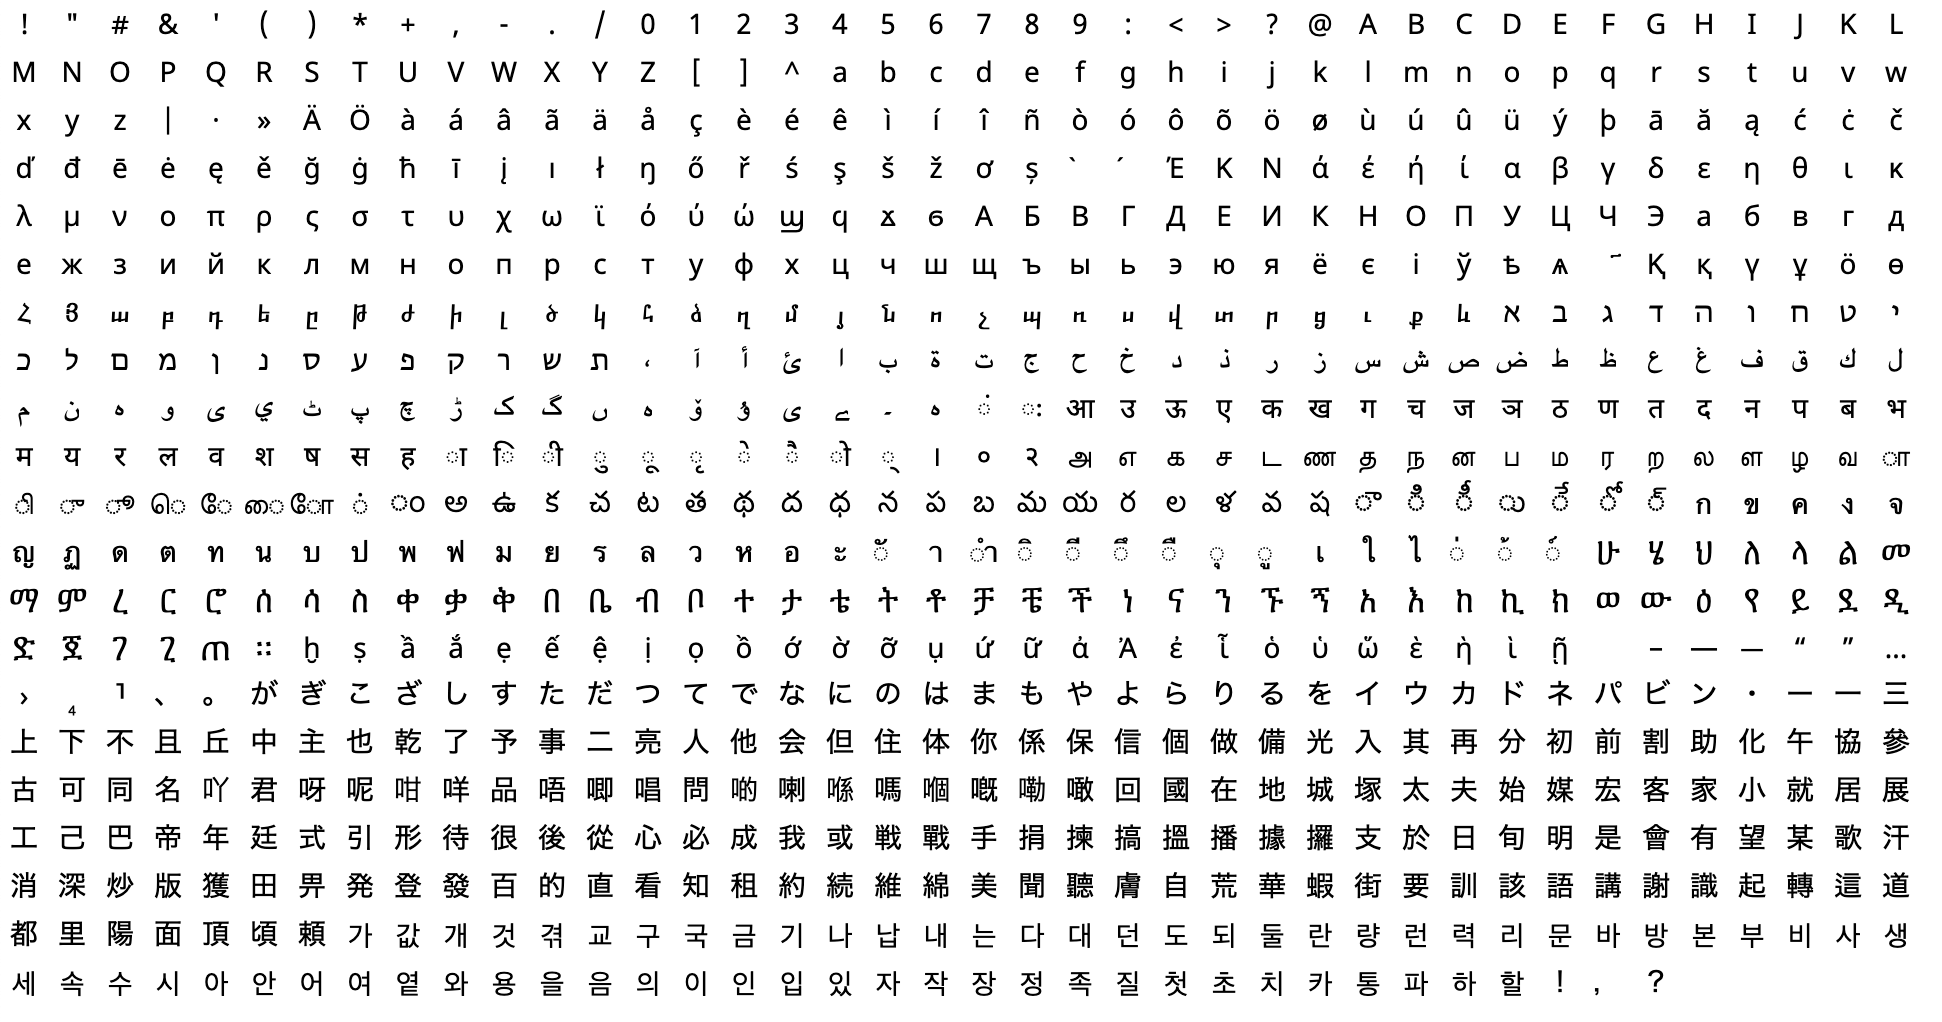 ! " # & ' ( ) * + , - . / 0 1 2 3 4 5 6 7 8 9 : < > ? @ A B C D E F G H I J K L
M N O P Q R S T U V W X Y Z [ ] ^ a b c d e f g h i j k l m n o p q r s t u v w
x y z | · » Ä Ö à á â ã ä å ç è é ê ì í î ñ ò ó ô õ ö ø ù ú û ü ý þ ā ă ą ć ċ č
ď đ ē ė ę ě ğ ġ ħ ī į ı ł ŋ ő ř ś ş š ž ơ ș ̀ ́ Έ Κ Ν ά έ ή ί α β γ δ ε η θ ι κ
λ μ ν ο π ρ ς σ τ υ χ ω ϊ ό ύ ώ ϣ ϥ ϫ ϭ А Б В Г Д Е И К Н О П У Ц Ч Э а б в г д
е ж з и й к л м н о п р с т у ф х ц ч ш щ ъ ы ь э ю я ё є і ў ѣ ѧ ҃ Қ қ ү ұ ӧ ө
Հ Յ ա բ դ ե ը թ ժ ի լ ծ կ հ ձ ղ մ յ ն ո չ պ ռ ս վ տ ր ց ւ ք և א ב ג ד ה ו ח ט י
כ ל ם מ ן נ ס ע פ ק ר ש ת ، آ أ ئ ا ب ة ت ج ح خ د ذ ر ز س ش ص ض ط ظ ع غ ف ق ك ل
م ن ه و ى ي ٹ پ چ ڑ ک گ ں ہ ۆ ۇ ی ے ۔ ە ं ः आ उ ऊ ए क ख ग च ज ञ ठ ण त द न प ब भ
म य र ल व श ष स ह ा ि ी ु ू ृ े ै ो ् । ० २ அ எ க ச ட ண த ந ன ப ம ர ற ல ள ழ வ ா
ி ு ூ ெ ே ை ோ ் ం అ ఉ క చ ట త థ ద ధ న ప బ మ య ర ల ళ వ ష ా ి ీ ు ే ో ్ ก ข ค ง จ
ญ ฏ ด ต ท น บ ป พ ฟ ม ย ร ล ว ห อ ะ ั า ำ ิ ี ึ ื ุ ู เ ใ ไ ่ ้ ์ ሁ ሄ ህ ለ ላ ል መ
ማ ም ረ ር ሮ ሰ ሳ ስ ቀ ቃ ቅ በ ቤ ብ ቦ ተ ታ ቴ ት ቶ ቻ ቼ ች ነ ና ን ኙ ኝ አ እ ከ ኪ ክ ወ ው ዕ የ ይ ደ ዲ
ድ ጀ ገ ጊ ጠ ። ḫ ṣ ầ ắ ẹ ế ệ ị ọ ồ ớ ờ ỡ ụ ứ ữ ἀ Ἀ ἐ ἶ ὁ ὑ ὥ ὲ ὴ ὶ ῇ – — ― “ ” …
› ₄ ㄱ 、 。 が ぎ こ ざ し す た だ つ て で な に の は ま も や よ ら り る を イ ウ カ ド ネ パ ビ ン ・ ー 一 三
上 下 不 且 丘 中 主 也 乾 了 予 事 二 亮 人 他 会 但 住 体 你 係 保 信 個 做 備 光 入 其 再 分 初 前 割 助 化 午 協 參
古 可 同 名 吖 君 呀 呢 咁 咩 品 唔 唧 唱 問 啲 喇 喺 嗎 嗰 嘅 嘞 噉 回 國 在 地 城 塚 太 夫 始 媒 宏 客 家 小 就 居 展
工 己 巴 帝 年 廷 式 引 形 待 很 後 從 心 必 成 我 或 戦 戰 手 捐 揀 搞 搵 播 據 攞 支 於 日 旬 明 是 會 有 望 某 歌 汗
消 深 炒 版 獲 田 畀 発 登 發 百 的 直 看 知 租 約 続 維 綿 美 聞 聽 膚 自 荒 華 蝦 街 要 訓 該 語 講 謝 識 起 轉 這 道
都 里 陽 面 頂 頃 頼 가 값 개 것 겪 교 구 국 금 기 나 납 내 는 다 대 던 도 되 둘 란 량 런 력 리 문 바 방 본 부 비 사 생
세 속 수 시 아 안 어 여 옅 와 용 을 음 의 이 인 입 있 자 작 장 정 족 질 첫 초 치 카 통 파 하 할 ！ ， ？